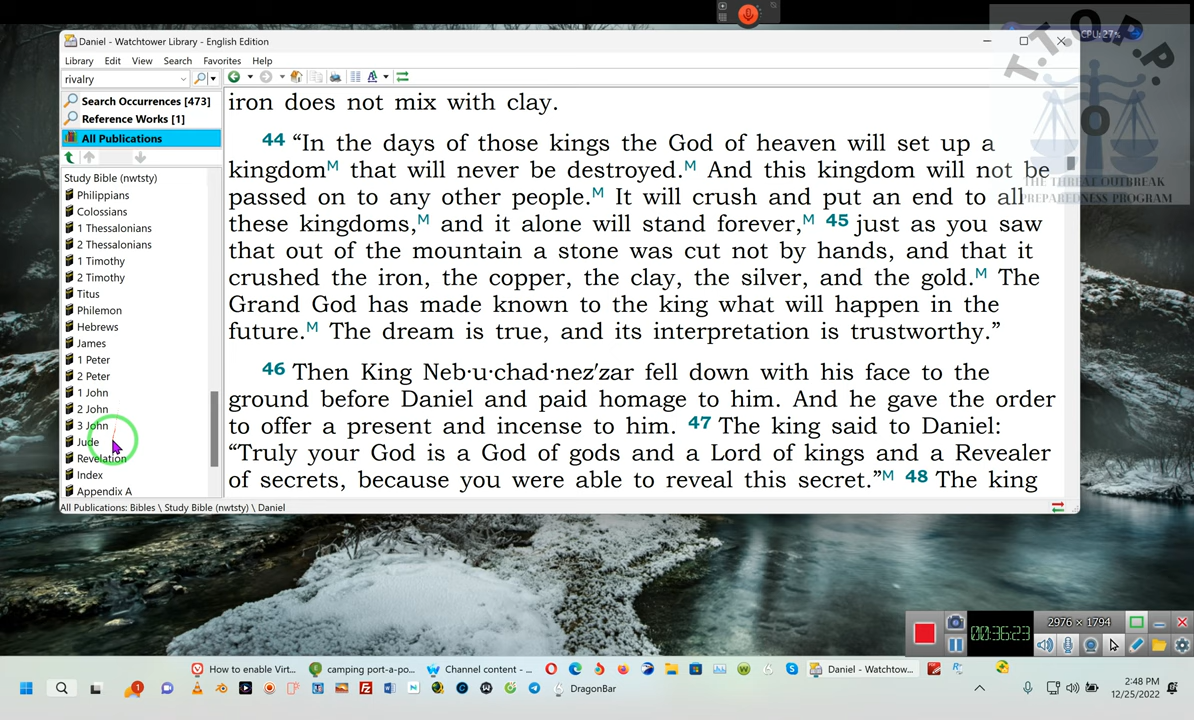 Daniel - Watchtower Library - English Edition
CPU: 27%
T.T.O.P.P.
O
THE THREAT OUTBREAK
PREPAREDNESS PROGRAM
Library Edit View Search Favorites Help
rivalry
Search Occurrences [473]
Reference Works [1]
All Publications
Study Bible (nwtsty)
Philippians
Colossians
1 Thessalonians
2 Thessalonians
1 Timothy
2 Timothy
Titus
Philemon
Hebrews
James
1 Peter
2 Peter
1 John
2 John
3 John
Jude
Revelation
Index
Appendix A
iron does not mix with clay.
44 “In the days of those kings the God of heaven will set up a
kingdomM that will never be destroyed.M And this kingdom will not be
passed on to any other people.M It will crush and put an end to all
these kingdoms,M and it alone will stand forever,M 45 just as you saw
that out of the mountain a stone was cut not by hands, and that it
crushed the iron, the copper, the clay, the silver, and the gold.M The
Grand God has made known to the king what will happen in the
future.M The dream is true, and its interpretation is trustworthy.”
46 Then King Neb·u·chad·nez′zar fell down with his face to the
ground before Daniel and paid homage to him. And he gave the order
to offer a present and incense to him. 47 The king said to Daniel:
“Truly your God is a God of gods and a Lord of kings and a Revealer
of secrets, because you were able to reveal this secret.”M 48 The king
All Publications: Bibles \ Study Bible (nwtsty) \ Daniel
00:36:23
2976 × 1794
How to enable Virt...
camping port-a-po...
Channel content - ...
Daniel - Watchtow...
DragonBar
2:48 PM
12/25/2022